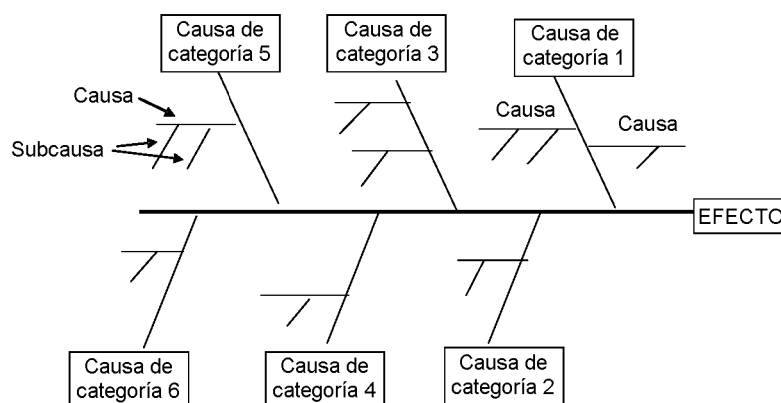 Causa de
categoría 5
Causa de
categoría 3
Causa de
categoría 1
Causa
Causa
Causa
Subcausa
EFECTO
Causa de
categoría 6
Causa de
categoría 4
Causa de
categoría 2